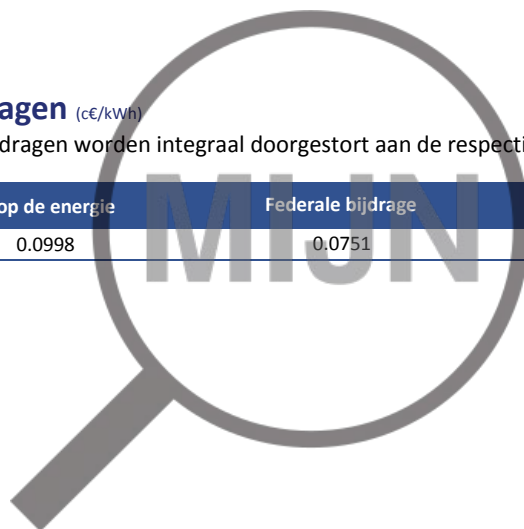 agen (c€/kWh)
dragen worden integraal doorgestort aan de respecti
op de energie Federale bijdrage
0.0998 0.0751
MIJN